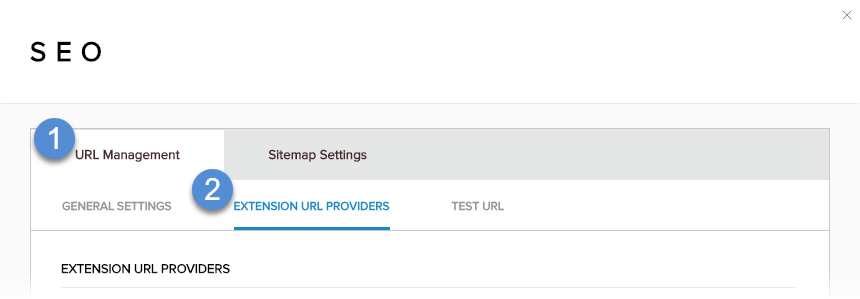 SEO
1
URL Management
Sitemap Settings
2
GENERAL SETTINGS
EXTENSION URL PROVIDERS
TEST URL
EXTENSION URL PROVIDERS